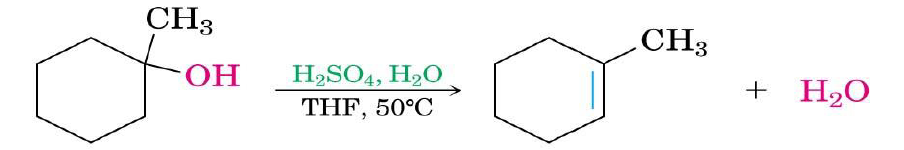 CH₃
OH
H₂SO₄, H₂O
THF, 50°C
CH₃
+ H₂O